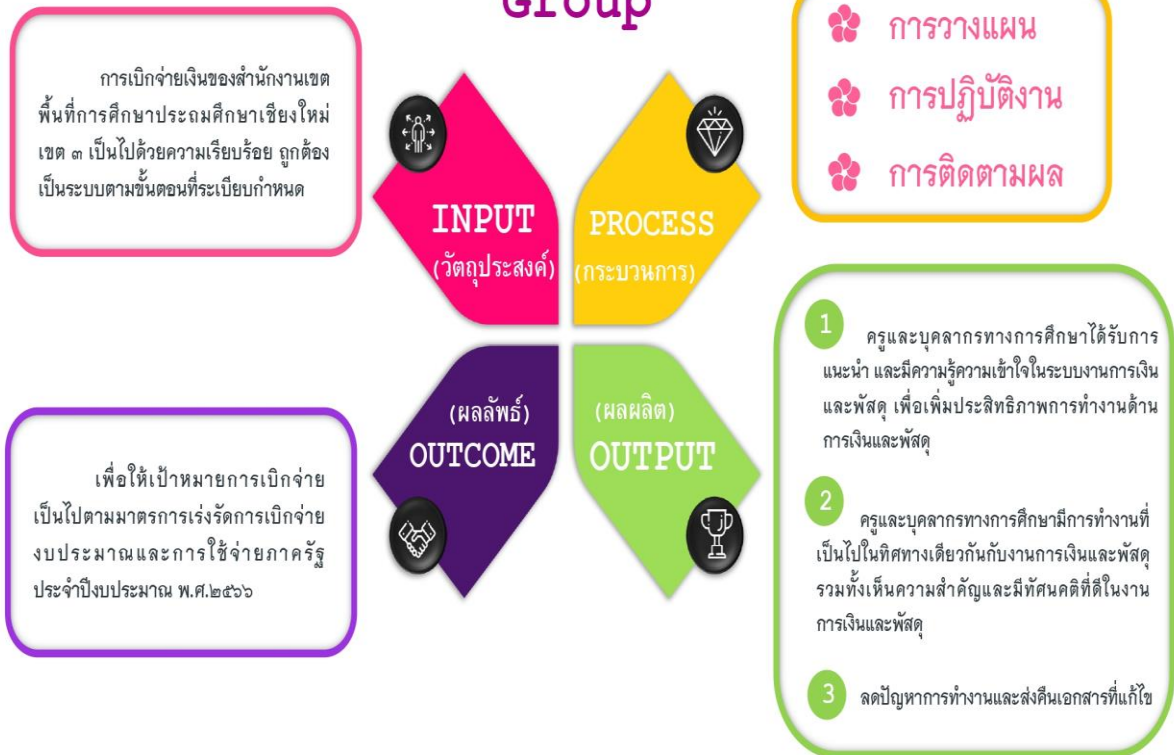 Group
การเบิกจ่ายเงินของสำนักงานเขต
พื้นที่การศึกษาประถมศึกษาเชียงใหม่
เขต ๓ เป็นไปด้วยความเรียบร้อย ถูกต้อง
เป็นระบบตามขั้นตอนที่ระเบียบกำหนด
INPUT
(วัตถุประสงค์)
PROCESS
(กระบวนการ)
การวางแผน
การปฏิบัติงาน
การติดตามผล
(ผลลัพธ์)
OUTCOME
(ผลผลิต)
OUTPUT
เพื่อให้เป้าหมายการเบิกจ่าย
เป็นไปตามมาตรการเร่งรัดการเบิกจ่าย
งบประมาณและการใช้จ่ายภาครัฐ
ประจำปีงบประมาณ พ.ศ.๒๕๖๖
1 ครูและบุคลากรทางการศึกษาได้รับการ
แนะนำ และมีความรู้ความเข้าใจในระบบงานการเงิน
และพัสดุ เพื่อเพิ่มประสิทธิภาพการทำงานด้าน
การเงินและพัสดุ
2 ครูและบุคลากรทางการศึกษามีการทำงานที่
เป็นไปในทิศทางเดียวกันกับงานการเงินและพัสดุ
รวมทั้งเห็นความสำคัญและมีทัศนคติที่ดีในงาน
การเงินและพัสดุ
3 ลดปัญหาการทำงานและส่งคืนเอกสารที่แก้ไข